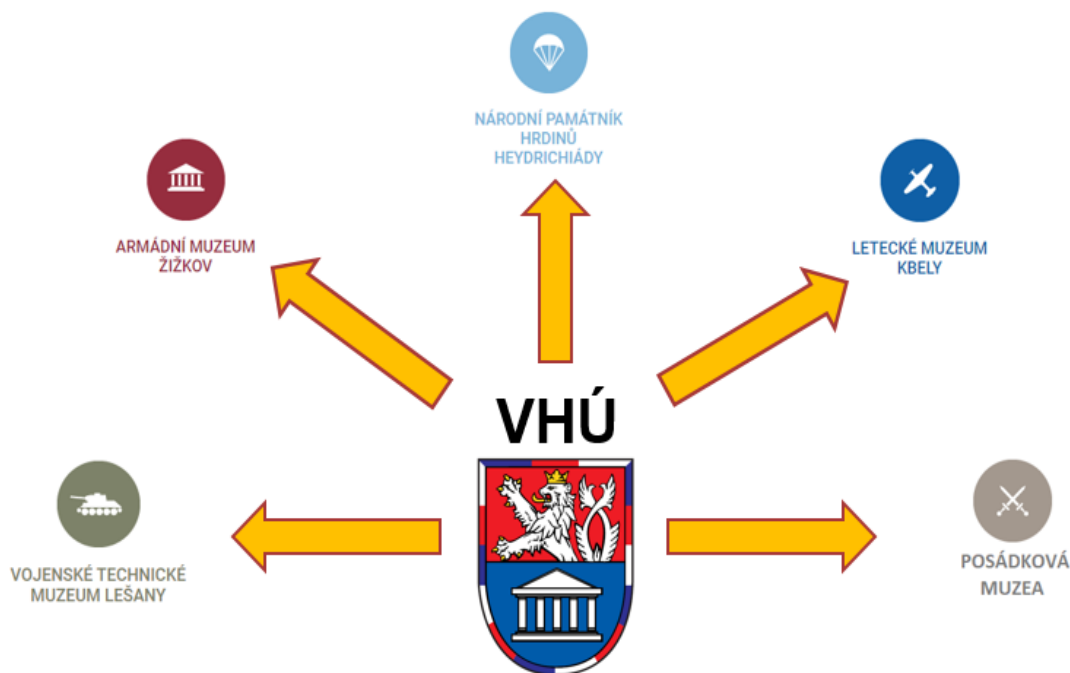 NÁRODNÍ PAMÁTNÍK
HRDINŮ
HEYDRICHIÁDY
ARMÁDNÍ MUZEUM
ŽIŽKOV
LETECKÉ MUZEUM
KBELY
VHÚ
VOJENSKÉ TECHNICKÉ
MUZEUM LEŠANY
POSÁDKOVÁ
MUZEA